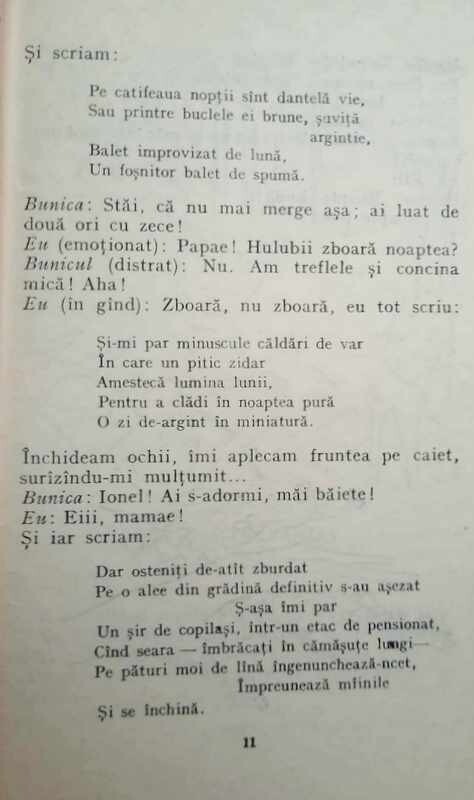 Și scriam:
Pe catifeaua nopții sînt dantelă vie,
Sau printre buclele ei brune, șuviță
argintie,
Balet improvizat de lună,
Un foșnitor balet de spumă.
Bunica: Stăi, că nu mai merge așa; ai luat de
două ori cu zece!
Eu (emoționat): Papae! Hulubii zboară noaptea?
Bunicul (distrat): Nu. Am treflele și concina
mică! Aha!
Eu (în gînd): Zboară, nu zboară, eu tot scriu:
Și-mi par minuscule căldări de var
În care un pitic zidar
Amestecă lumina lunii,
Pentru a clădi în noaptea pură
O zi de-argint în miniatură.
Închideam ochii, îmi aplecam fruntea pe caiet,
surîzîndu-mi mulțumit...
Bunica: Ionel! Ai s-adormi, măi băiete!
Eu: Eiii, mamae!
Și iar scriam:
Dar osteniți de-atît zburdat
Pe o alee din grădină definitiv s-au așezat
Ș-așa îmi par
Un șir de copilași, într-un etac de pensionat,
Cînd seara — îmbrăcați în cămășuțe lungi—
Pe pături moi de lînă îngenunchează-ncet,
Împreunează mîinile
Și se închină.
11